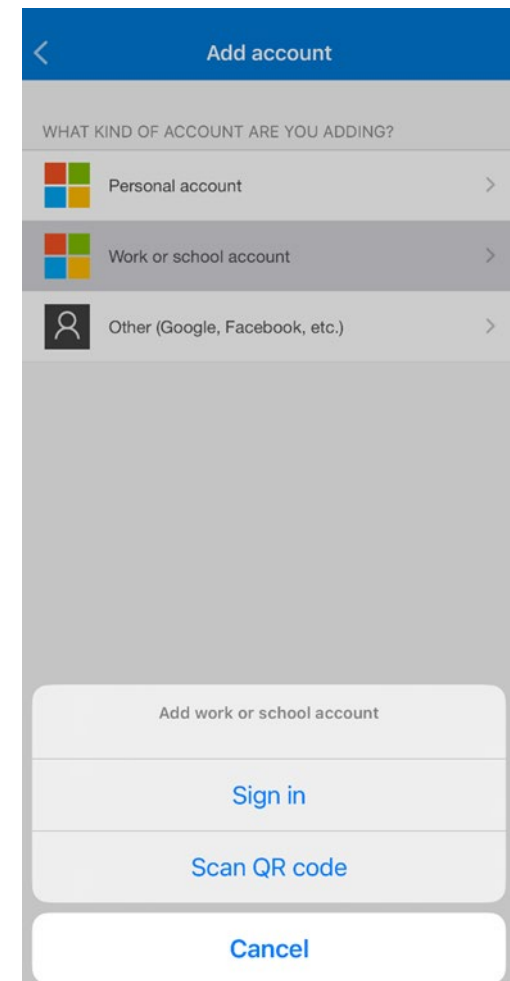 Add account
WHAT KIND OF ACCOUNT ARE YOU ADDING?
Personal account
Work or school account
Other (Google, Facebook, etc.)
Add work or school account
Sign in
Scan QR code
Cancel